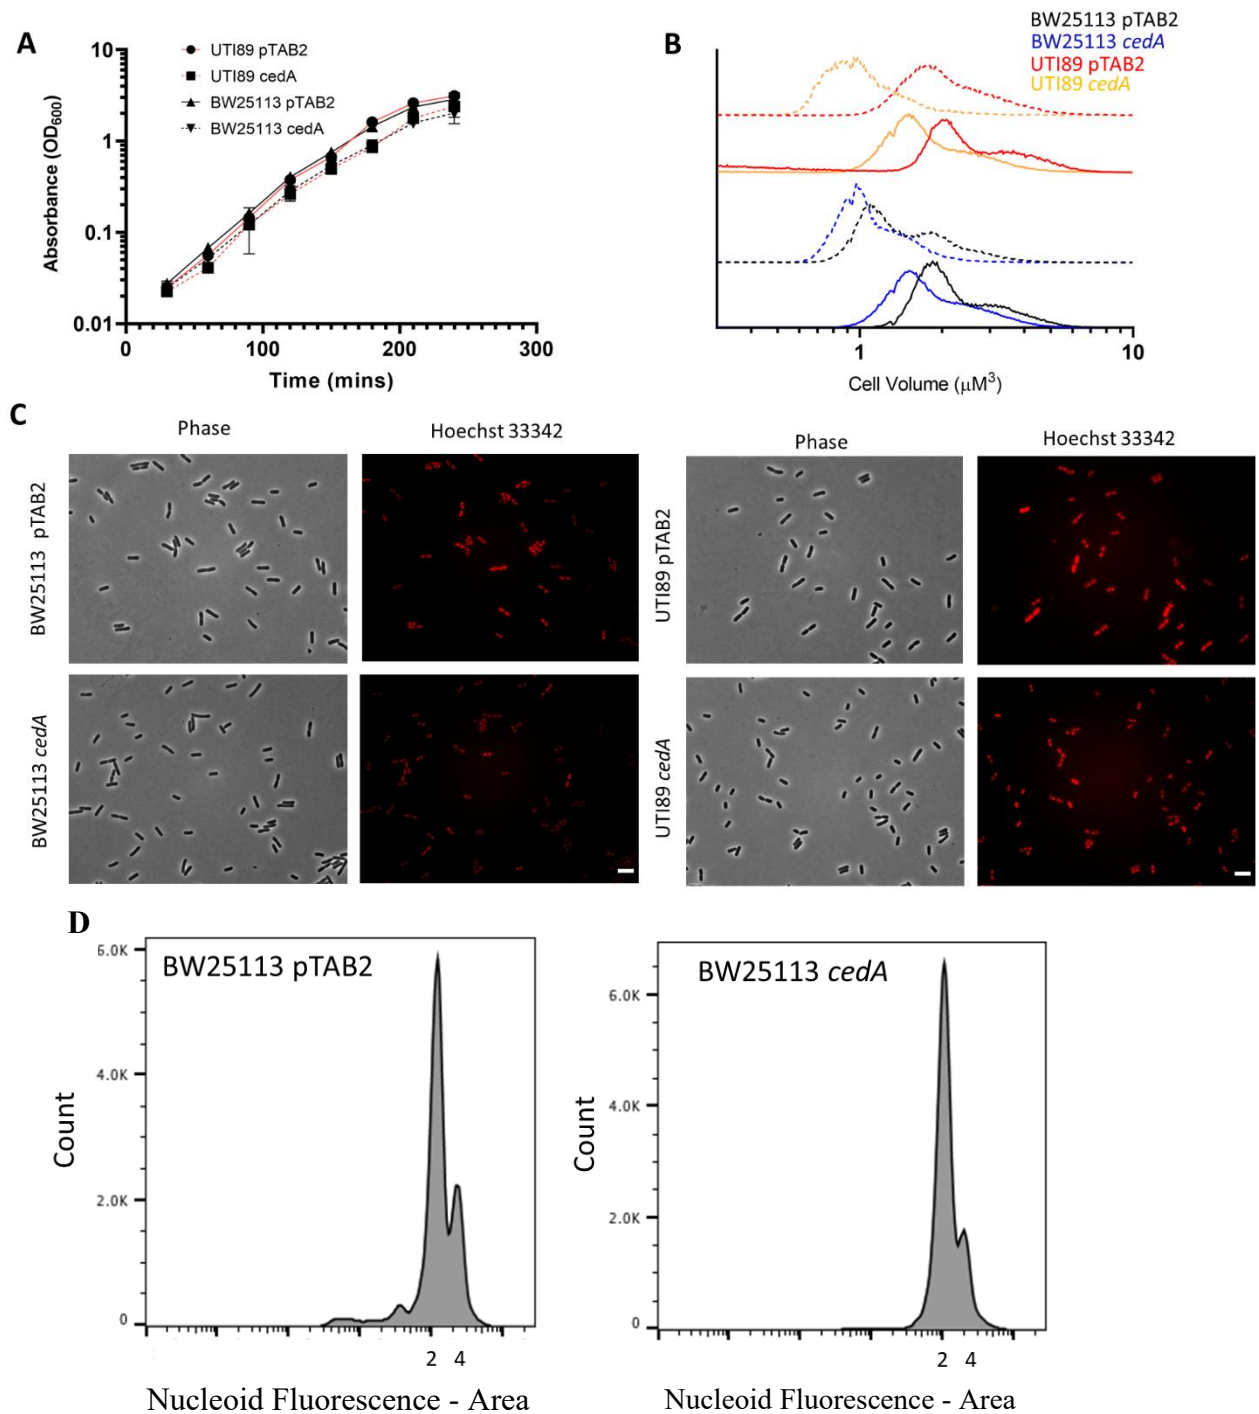 A
UTI89 pTAB2
UTI89 cedA
BW25113 pTAB2
BW25113 cedA
Absorbance (OD600)
10
1
0.1
0.01
0
100
200
300
Time (mins)
B
BW25113 pTAB2
BW25113 cedA
UTI89 pTAB2
UTI89 cedA
1
10
Cell Volume (μM3)
C
Phase
Hoechst 33342
Phase
Hoechst 33342
BW25113 pTAB2
UTI89 pTAB2
BW25113 cedA
UTI89 cedA
D
BW25113 pTAB2
Count
6.0K
4.0K
2.0K
0
2 4
Nucleoid Fluorescence - Area
BW25113 cedA
Count
6.0K
4.0K
2.0K
0
2 4
Nucleoid Fluorescence - Area